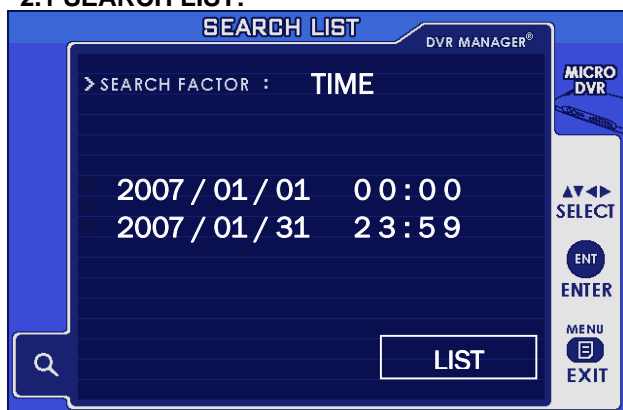 2.1 SEARCH LIST:
SEARCH LIST
DVR MANAGER®
>SEARCH FACTOR : TIME
MICRO
DVR
2007 / 01 / 01 00:00
2007 / 01 / 31 23:59
▲▼◄►
SELECT
ENT
ENTER
MENU
EXIT
LIST